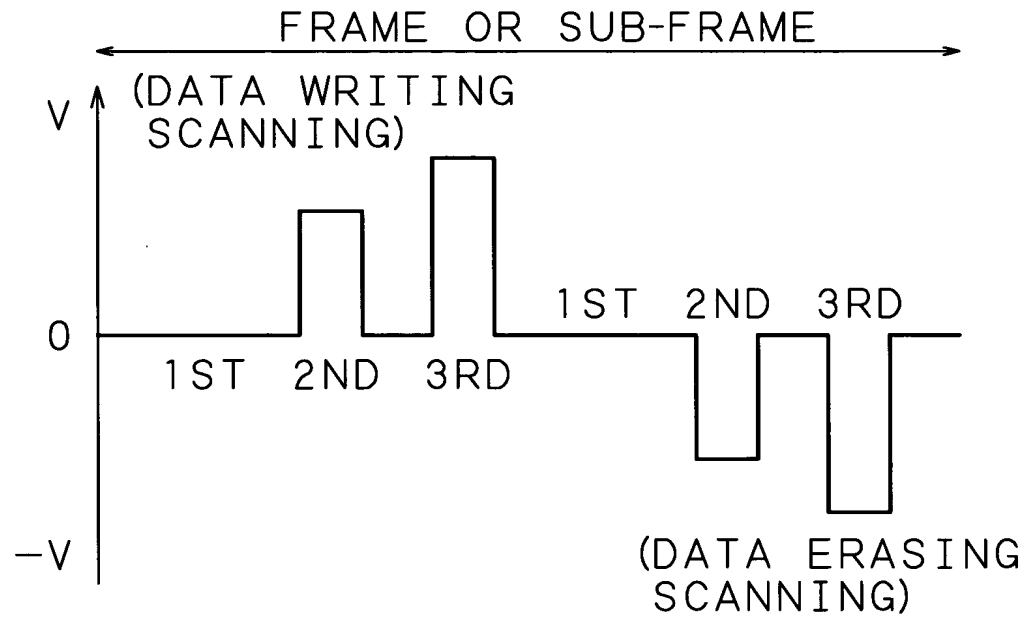 FRAME OR SUB-FRAME
(DATA WRITING
SCANNING)
V
1ST 2ND 3RD
0
1ST 2ND 3RD
-V
(DATA ERASING
SCANNING)